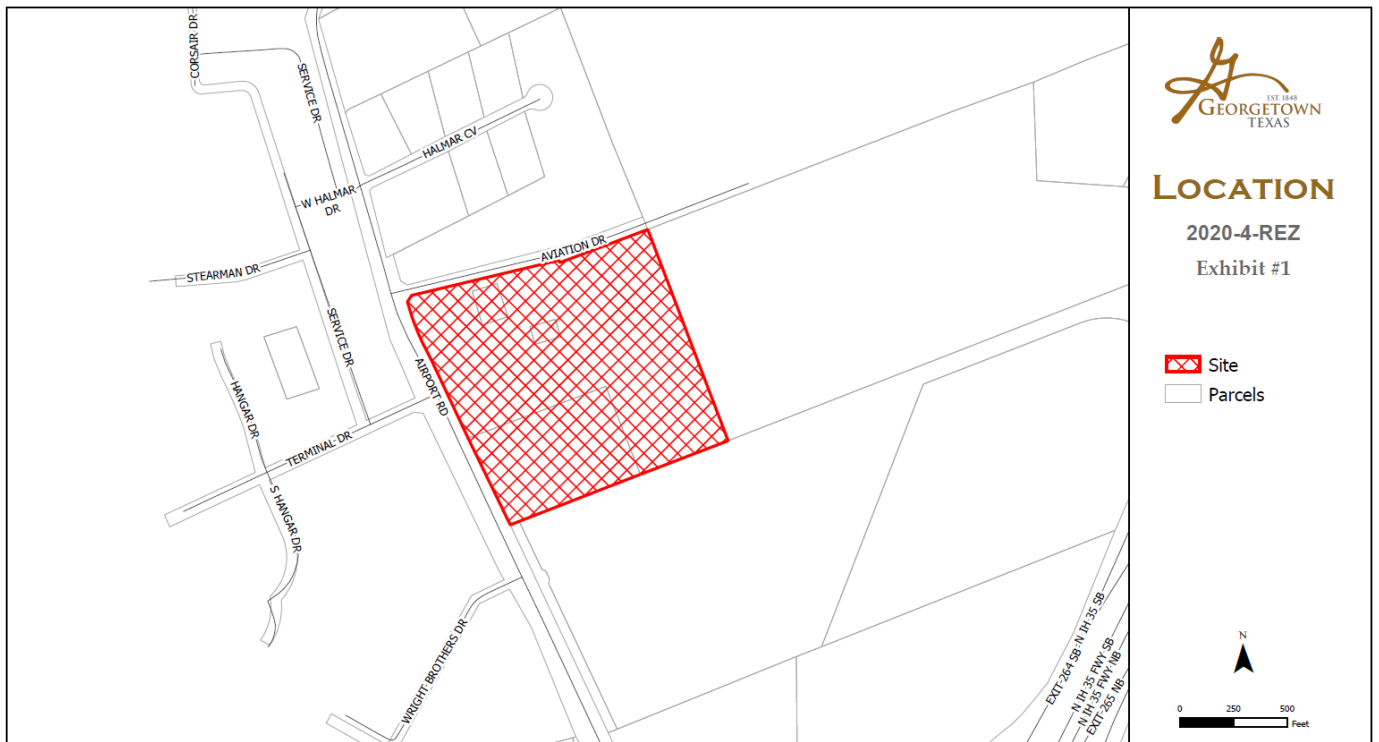 CORSAIR DR
SERVICE DR
HALMAR CV
W HALMAR
DR
AVIATION DR
STEARMAN DR
SERVICE DR
AIRPORT RD
HANGAR DR
TERMINAL DR
S HANGAR DR
WRIGHT BROTHERS DR
EXIT 264 SB
N IH 35 SB
N IH 35 FWY SB
N IH 35 FWY NB
EXIT 265 NB
EST. 1848
GEORGETOWN
TEXAS
LOCATION
2020-4-REZ
Exhibit #1
Site
Parcels
N
0 250 500
Feet